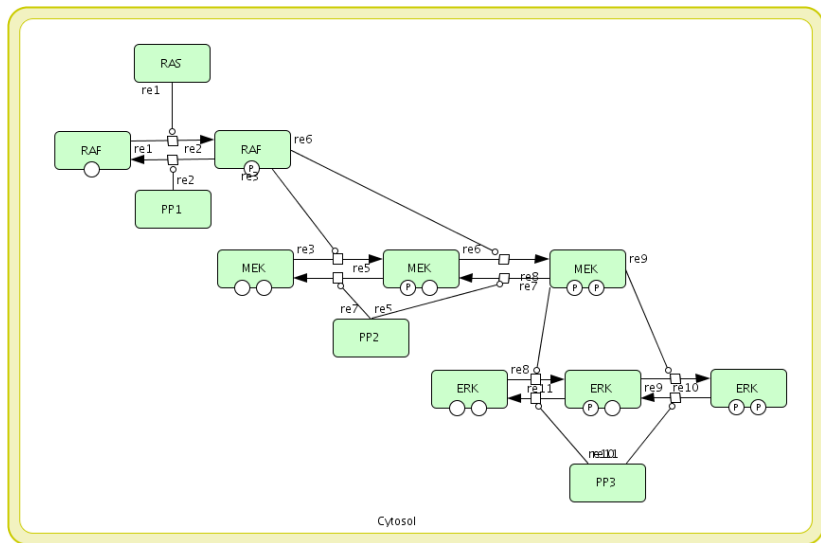 RAS
re1
RAF
re1
re2
RAF
re6
P
re3
re2
PP1
MEK
re3
re5
MEK
P
re6
re8
re7
MEK
P P
re9
re7
re5
PP2
ERK
re8
re11
ERK
P
re9
re10
ERK
P P
PP3
Cytosol